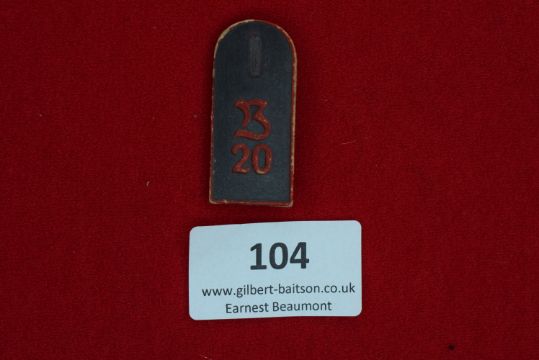 B
20
104
www.gilbert-baitson.co.uk
Earnest Beaumont